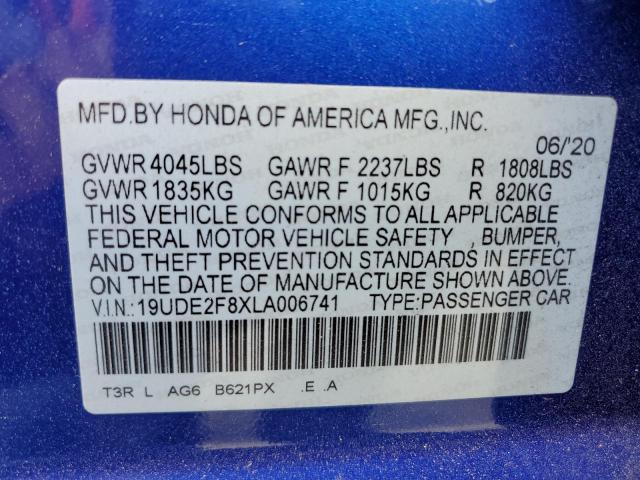 MFD.BY HONDA OF AMERICA MFG.,INC.
06/'20
GVWR 4045LBS GAWR F 2237LBS R 1808LBS
GVWR 1835KG GAWR F 1015KG R 820KG
THIS VEHICLE CONFORMS TO ALL APPLICABLE
FEDERAL MOTOR VEHICLE SAFETY , BUMPER,
AND THEFT PREVENTION STANDARDS IN EFFECT
ON THE DATE OF MANUFACTURE SHOWN ABOVE.
V.I.N.: 19UDE2F8XLA006741 TYPE:PASSENGER CAR
T3R L AG6 B621PX .E .A